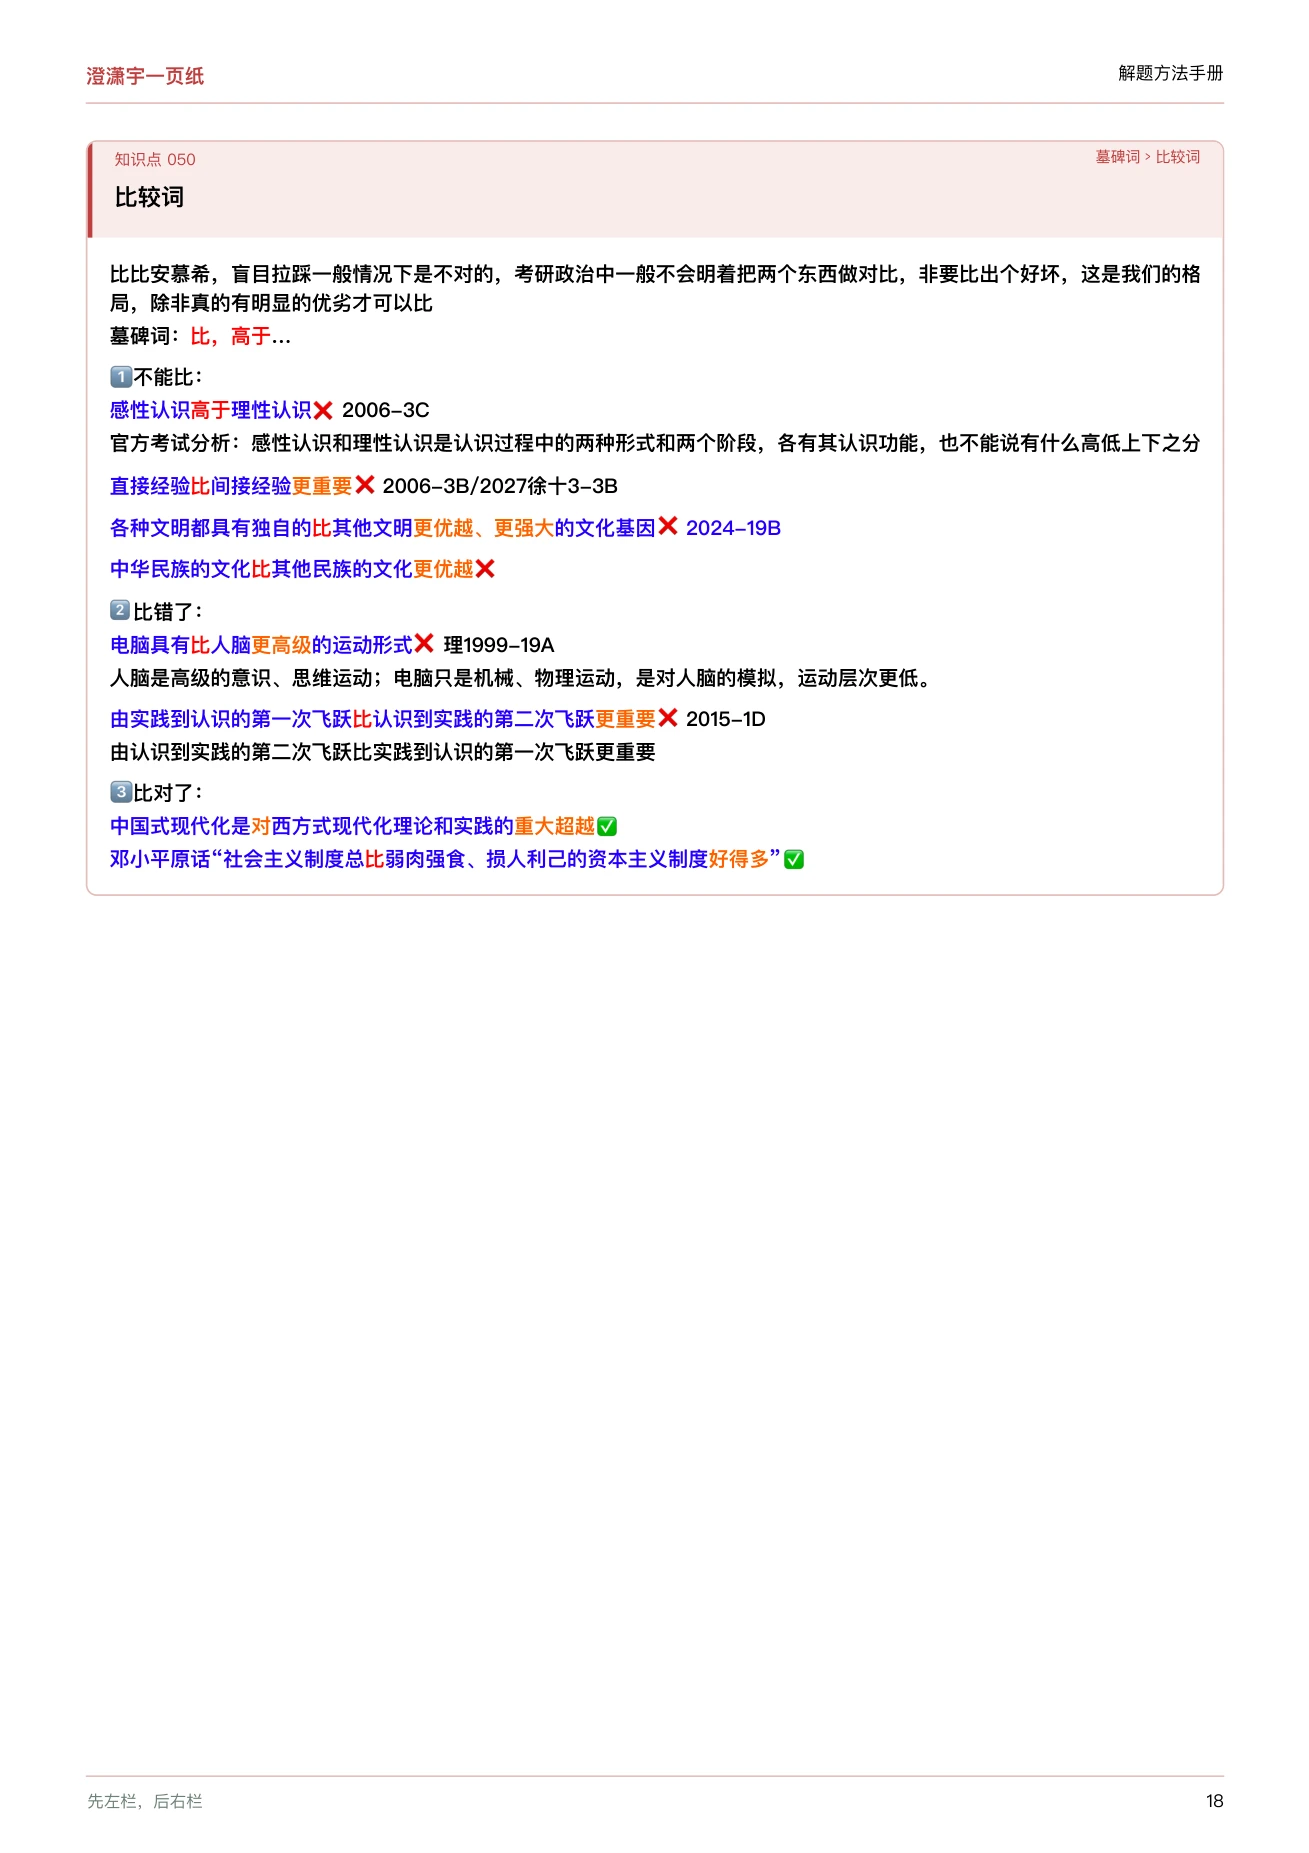 澄潇宇一页纸
解题方法手册
知识点 050
墓碑词 › 比较词
比较词
比比安慕希，盲目拉踩一般情况下是不对的，考研政治中一般不会明着把两个东西做对比，非要比出个好坏，这是我们的格
局，除非真的有明显的优劣才可以比
墓碑词：比，高于...
1️⃣不能比：
感性认识高于理性认识❌ 2006-3C
官方考试分析：感性认识和理性认识是认识过程中的两种形式和两个阶段，各有其认识功能，也不能说有什么高低上下之分
直接经验比间接经验更重要❌ 2006-3B/2027徐十3-3B
各种文明都具有独自的比其他文明更优越、更强大的文化基因❌ 2024-19B
中华民族的文化比其他民族的文化更优越❌
2️⃣比错了：
电脑具有比人脑更高级的运动形式❌ 理1999-19A
人脑是高级的意识、思维运动；电脑只是机械、物理运动，是对人脑的模拟，运动层次更低。
由实践到认识的第一次飞跃比认识到实践的第二次飞跃更重要❌ 2015-1D
由认识到实践的第二次飞跃比实践到认识的第一次飞跃更重要
3️⃣比对了：
中国式现代化是对西方式现代化理论和实践的重大超越✅
邓小平原话“社会主义制度总比弱肉强食、损人利己的资本主义制度好得多”✅
先左栏，后右栏
18